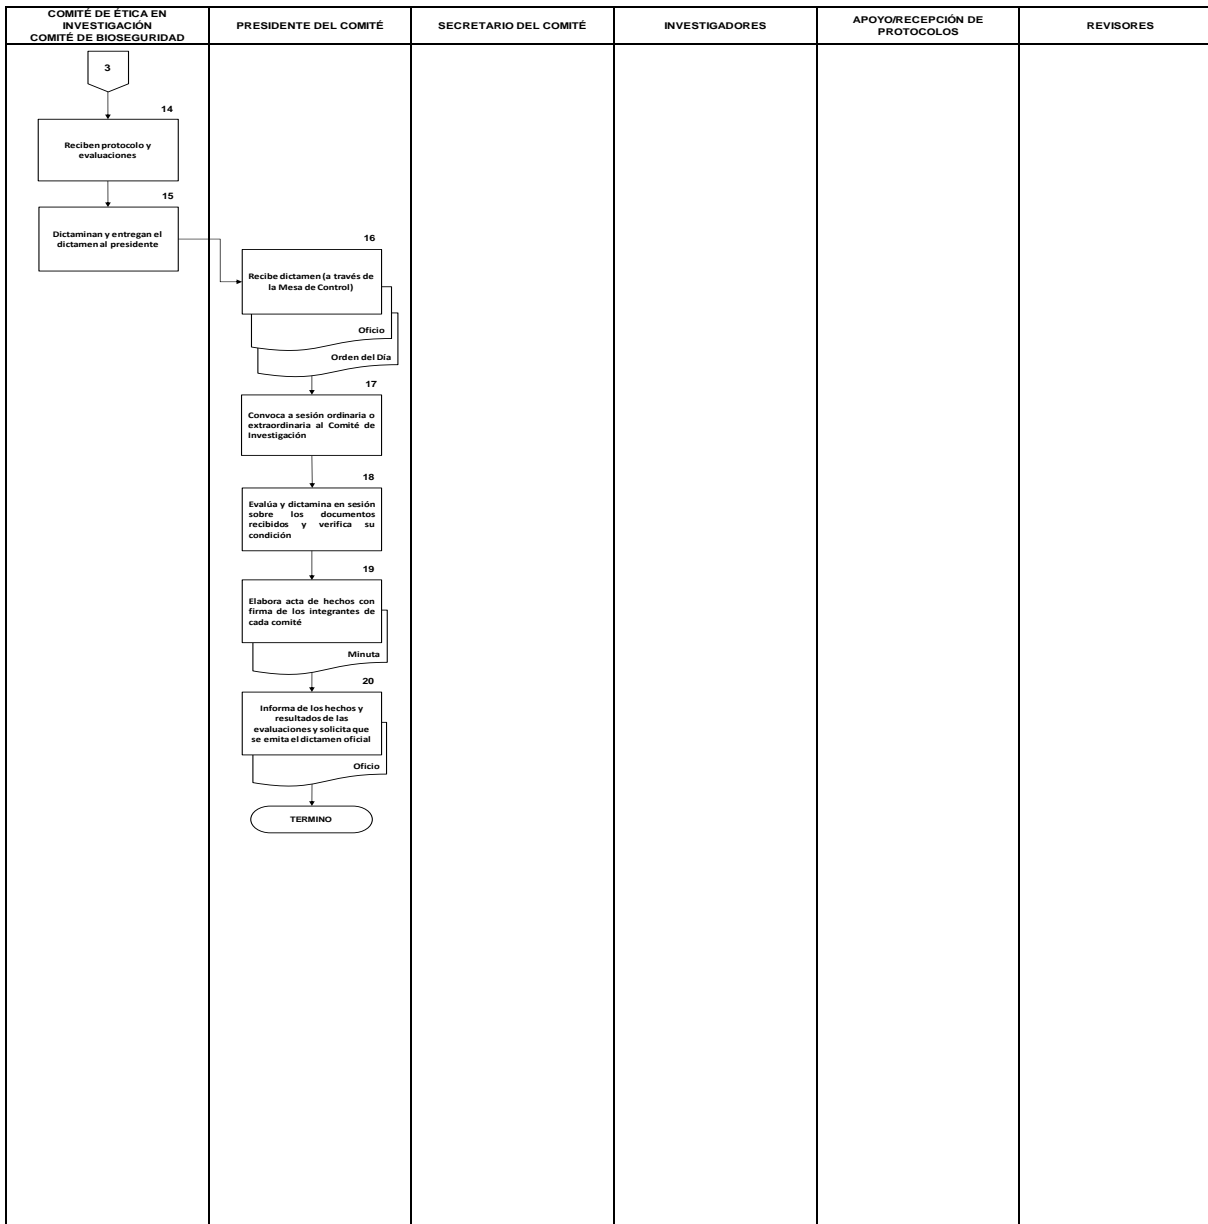 COMITÉ DE ÉTICA EN
INVESTIGACIÓN
COMITÉ DE BIOSEGURIDAD
PRESIDENTE DEL COMITÉ
SECRETARIO DEL COMITÉ
INVESTIGADORES
APOYO/RECEPCIÓN DE
PROTOCOLOS
REVISORES
3
14
Reciben protocolo y
evaluaciones
15
Dictaminan y entregan el
dictamen al presidente
16
Recibe dictamen (a través de
la Mesa de Control)
Oficio
Orden del Día
17
Convoca a sesión ordinaria o
extraordinaria al Comité de
Investigación
18
Evalúa y dictamina en sesión
sobre los documentos
recibidos y verifica su
condición
19
Elabora acta de hechos con
firma de los integrantes de
cada comité
Minuta
20
Informa de los hechos y
resultados de las
evaluaciones y solicita que
se emita el dictamen oficial
Oficio
TERMINO